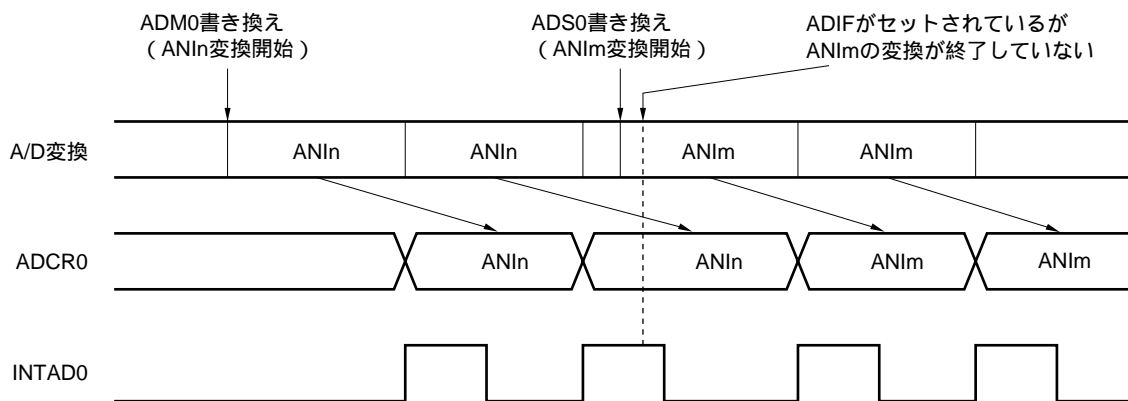 ADM0書き換え
（ANIn変換開始）
ADS0書き換え
（ANIm変換開始）
ADIFがセットされているが
ANImの変換が終了していない
A/D変換
ANIn
ANIn
ANIm
ANIm
ADCR0
ANIn
ANIn
ANIm
ANIm
INTAD0